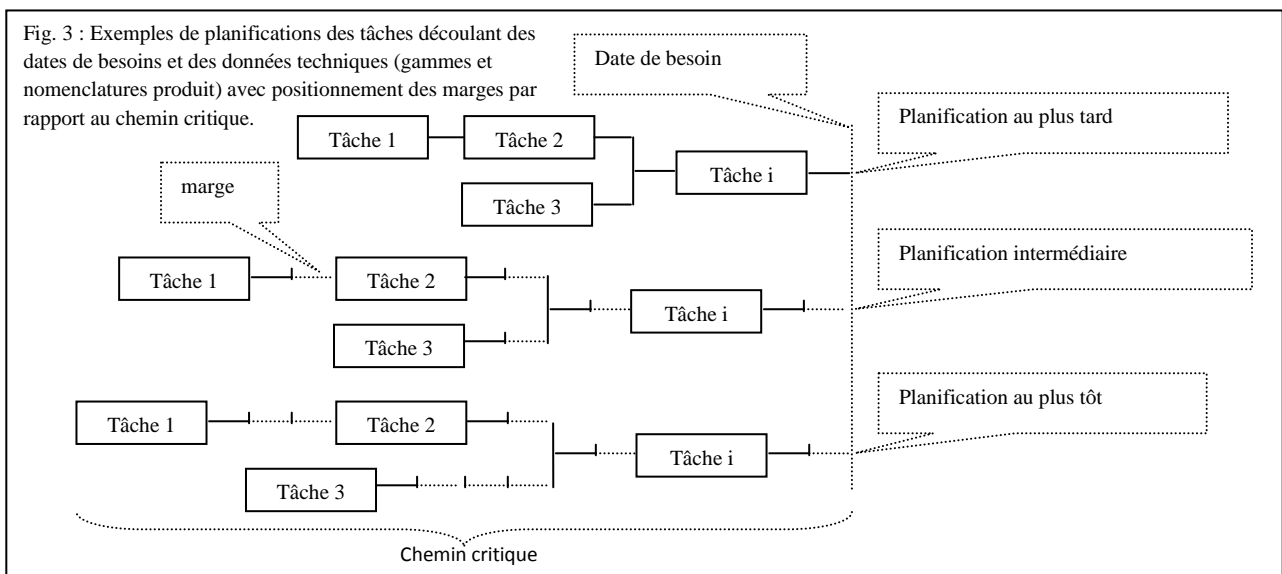 Fig. 3 : Exemples de planifications des tâches découlant des
dates de besoins et des données techniques (gammes et
nomenclatures produit) avec positionnement des marges par
rapport au chemin critique.
Date de besoin
Planification au plus tard
Tâche 1
Tâche 2
Tâche i
Tâche 3
marge
Planification intermédiaire
Tâche 1
Tâche 2
Tâche i
Tâche 3
Planification au plus tôt
Tâche 1
Tâche 2
Tâche i
Tâche 3
Chemin critique